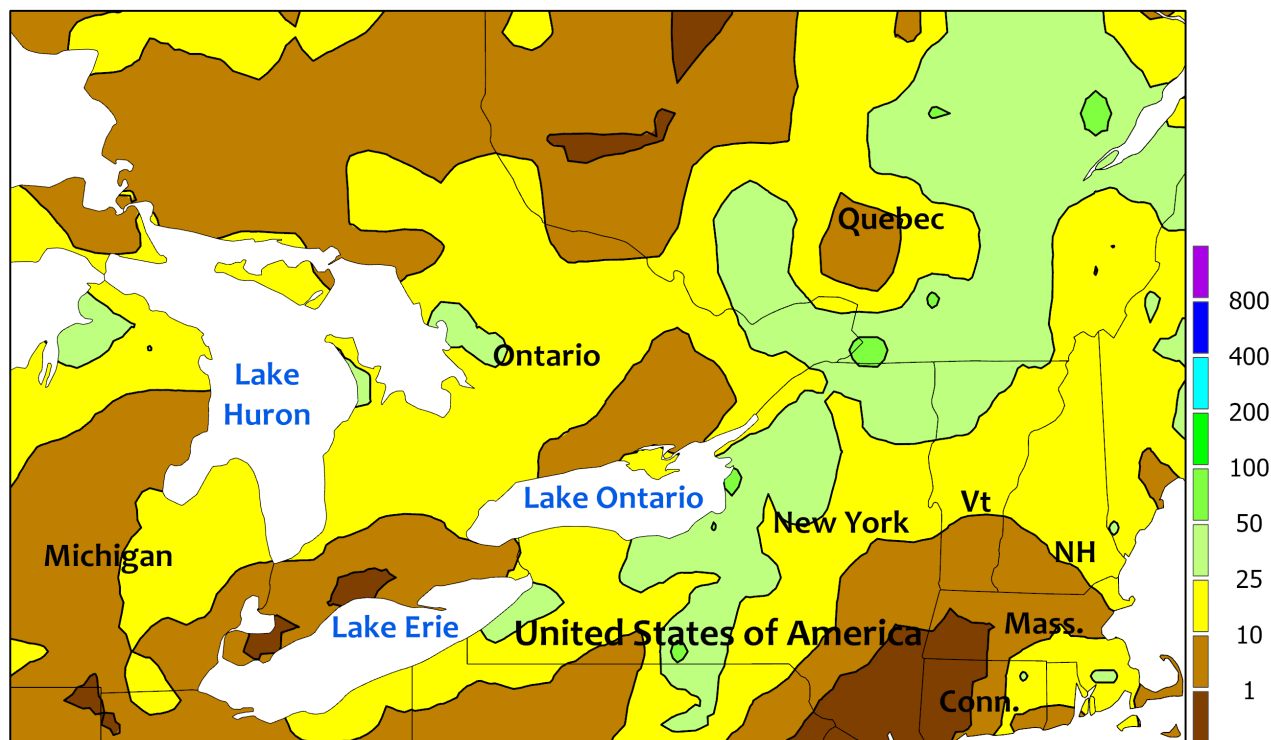 Quebec
Ontario
Lake
Huron
Lake Ontario
Vt
New York
NH
Michigan
Mass.
Lake Erie
United States of America
Conn.
800
400
200
100
50
25
10
1